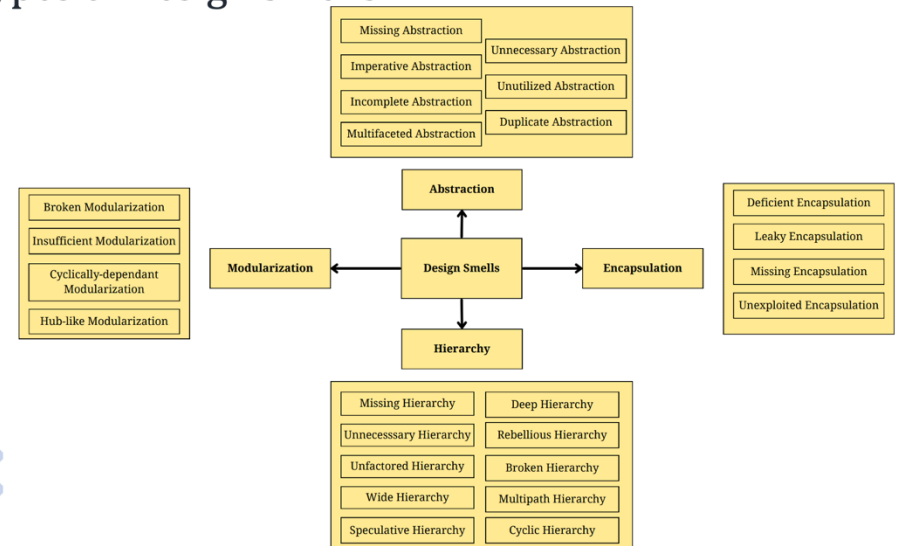 Missing Abstraction
Unnecessary Abstraction
Imperative Abstraction
Unutilized Abstraction
Incomplete Abstraction
Duplicate Abstraction
Multifaceted Abstraction
Abstraction
Broken Modularization
Insufficient Modularization
Cyclically-dependant
Modularization
Hub-like Modularization
Modularization
Design Smells
Encapsulation
Deficient Encapsulation
Leaky Encapsulation
Missing Encapsulation
Unexploited Encapsulation
Hierarchy
Missing Hierarchy
Deep Hierarchy
Unnecesssary Hierarchy
Rebellious Hierarchy
Unfactored Hierarchy
Broken Hierarchy
Wide Hierarchy
Multipath Hierarchy
Speculative Hierarchy
Cyclic Hierarchy